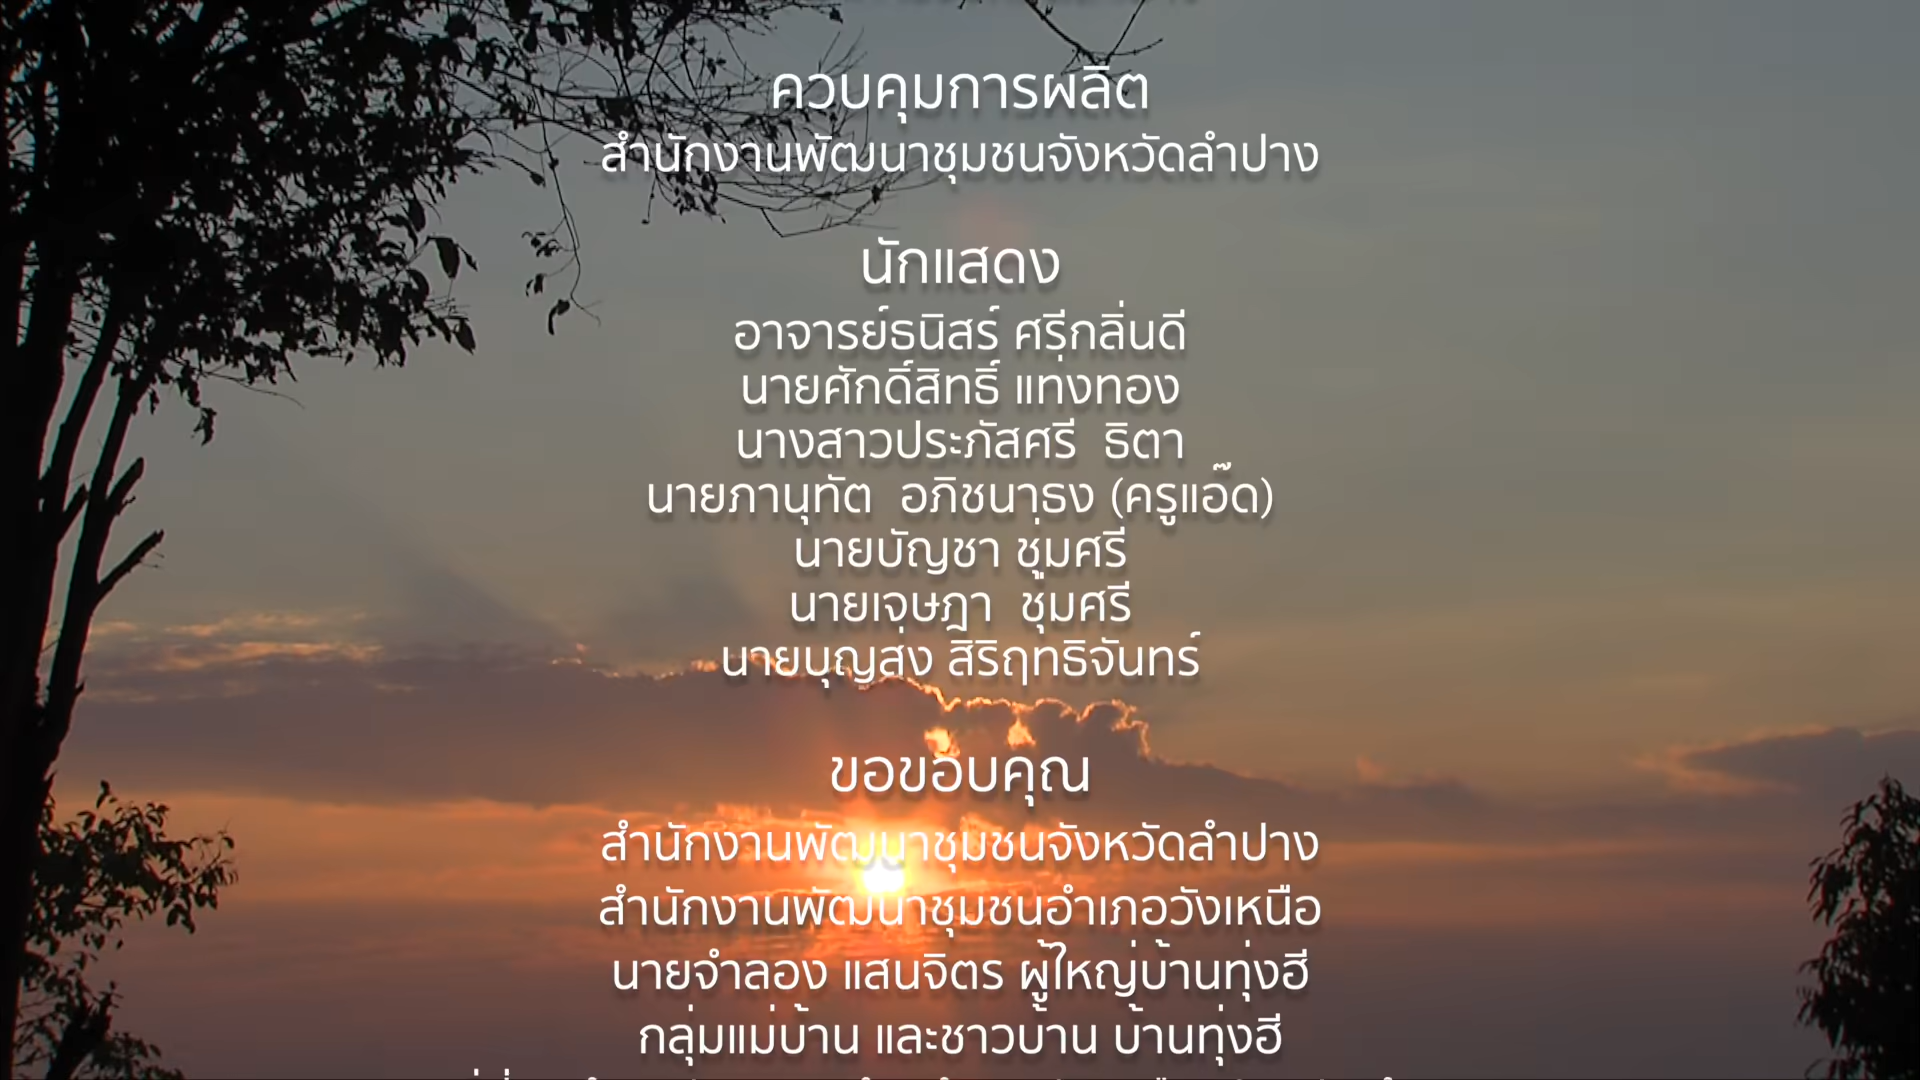 ควบคุมการผลิต
สำนักงานพัฒนาชุมชนจังหวัดลำปาง
นักแสดง
อาจารย์ธนิสร์ ศรีกลิ่นดี
นายศักดิ์สิทธิ์ แท่งทอง
นางสาวประภัสศรี  ธิตา
นายภานุทัต  อภิชนาธง (ครูแอ๊ด)
นายบัญชา ชุ่มศรี
นายเจษฎา  ชุ่มศรี
นายบุญส่ง สิริฤทธิจันทร์
ขอขอบคุณ
สำนักงานพัฒนาชุมชนจังหวัดลำปาง
สำนักงานพัฒนาชุมชนอำเภอวังเหนือ
นายจำลอง แสนจิตร ผู้ใหญ่บ้านทุ่งฮี
กลุ่มแม่บ้าน และชาวบ้าน บ้านทุ่งฮี